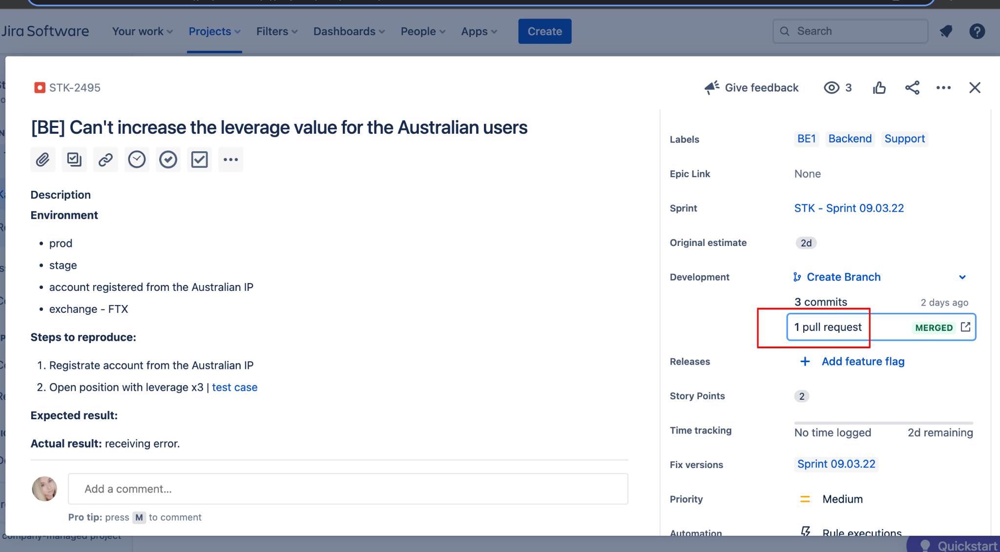 Jira Software Your work Projects Filters Dashboards People Apps Create Search
STK-2495 Give feedback 3
[BE] Can't increase the leverage value for the Australian users
Description
Environment
• prod
• stage
• account registered from the Australian IP
• exchange - FTX
Steps to reproduce:
1. Registrate account from the Australian IP
2. Open position with leverage x3 | test case
Expected result:
Actual result: receiving error.
Add a comment...
Pro tip: press M to comment
Labels BE1 Backend Support
Epic Link None
Sprint STK - Sprint 09.03.22
Original estimate 2d
Development Create Branch
3 commits 2 days ago
1 pull request MERGED
Releases + Add feature flag
Story Points 2
Time tracking No time logged 2d remaining
Fix versions Sprint 09.03.22
Priority Medium
Automation Rule executions
company-managed project
Quickstart